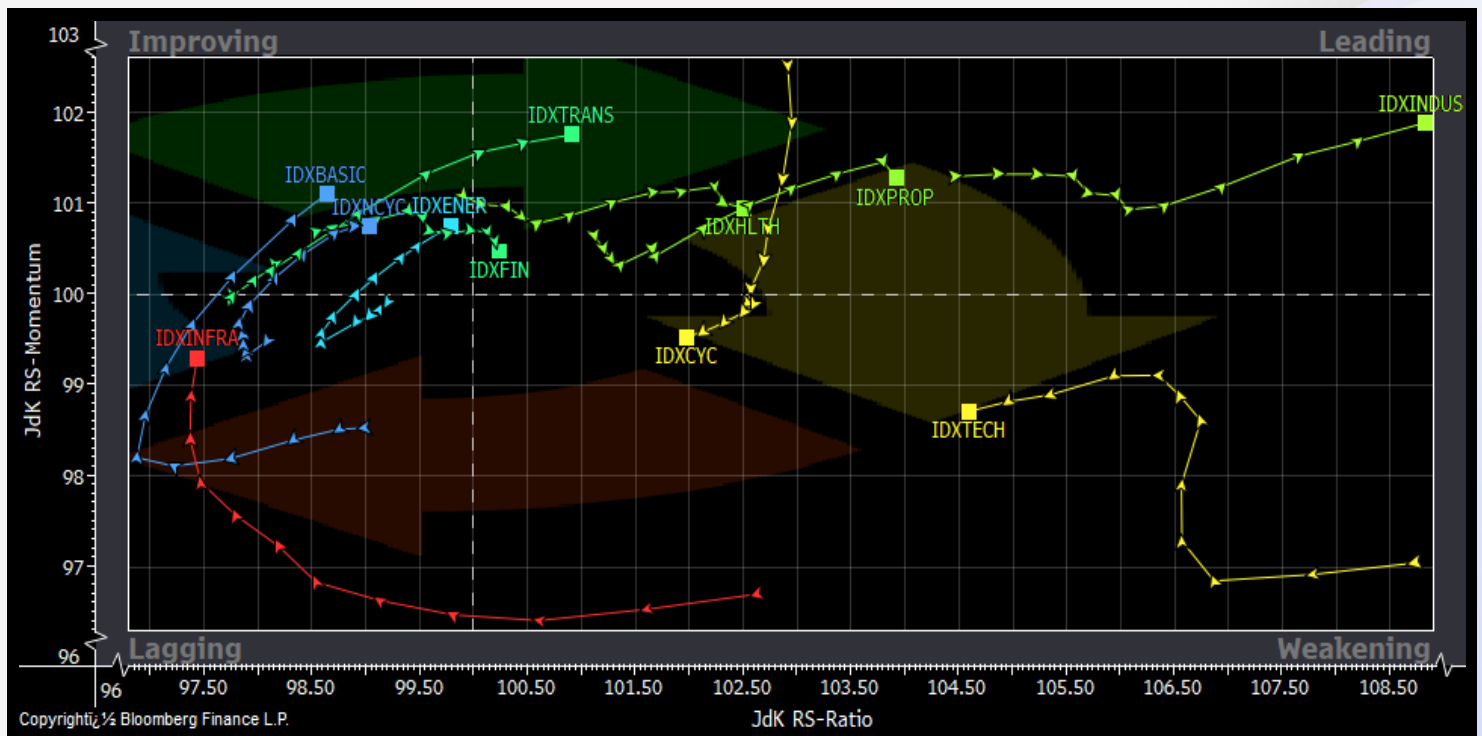 103
Improving
Leading
IDXINDUS
102
IDXTRANS
IDXBASIC
IDXNCYC
IDXENER
IDXPROP
101
IDXHLTH
IDXFIN
JdK RS-Momentum
100
IDXINFRA
IDXCYC
99
IDXTECH
98
97
96
Lagging
Weakening
96
97.50
98.50
99.50
100.50
101.50
102.50
103.50
104.50
105.50
106.50
107.50
108.50
Copyrightï¿½ Bloomberg Finance L.P.
JdK RS-Ratio